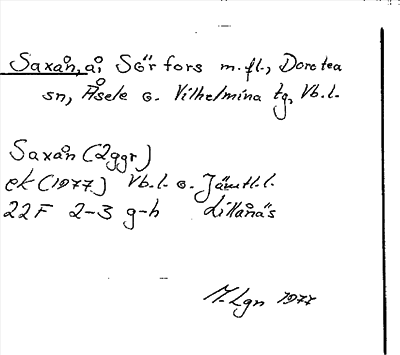 Saxån, å, Sörfors m.fl., Dorotea
sn, Åsele o. Vilhelmina tg, Vb.l.
Saxån (2ggr)
ek (1977) Vb.l. o. Jämtl.l.
22F 2-3 g-h Lillånäs
M.Lgn 1977